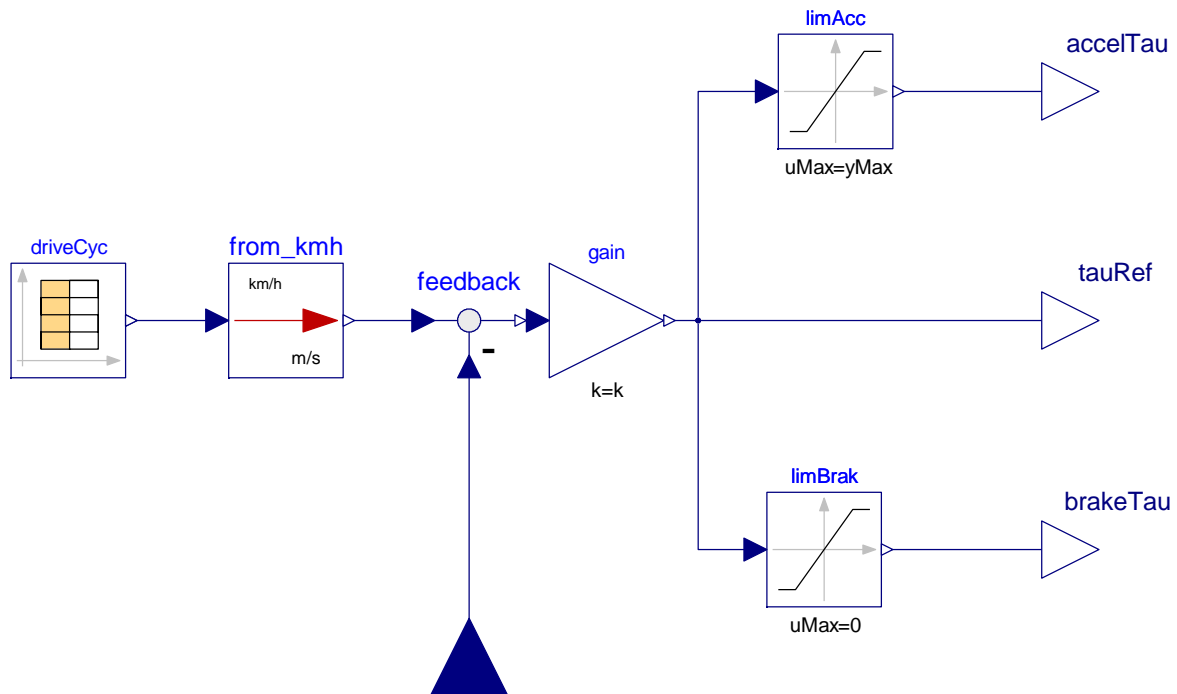 limAcc
accelTau
uMax=yMax
driveCyc
from_kmh
km/h
m/s
feedback
-
gain
k=k
tauRef
limBrak
brakeTau
uMax=0